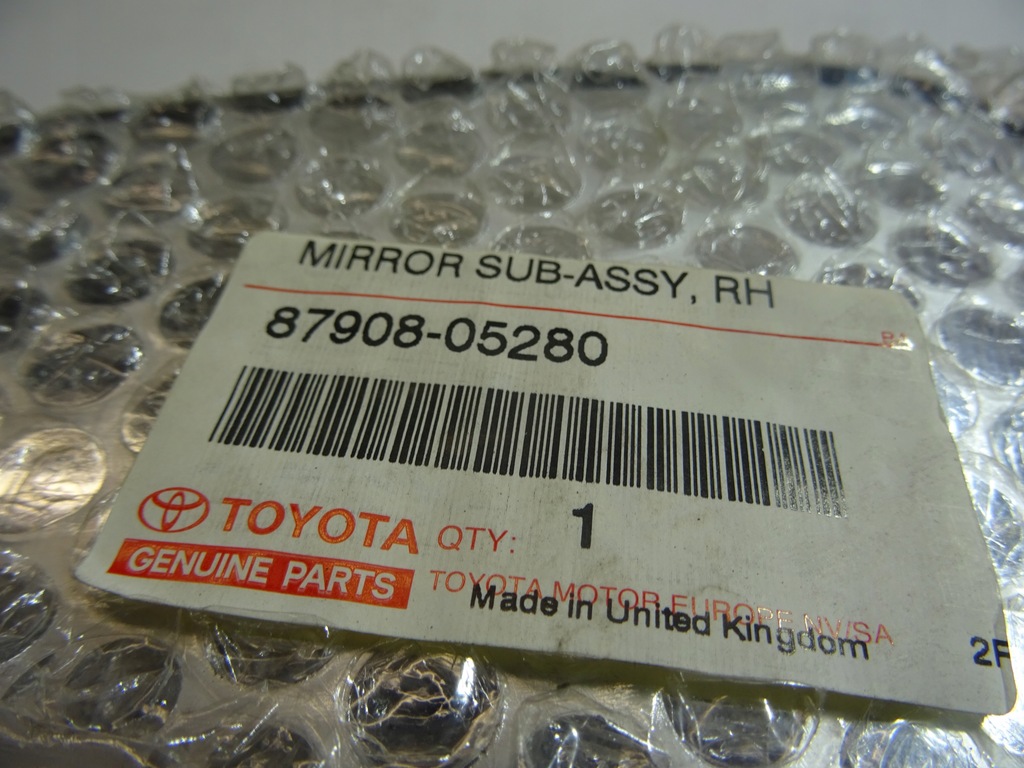 MIRROR SUB-ASSY, RH
87908-05280
TOYOTA QTY: 1
GENUINE PARTS
TOYOTA MOTOR EUROPE NV/SA
Made in United Kingdom
2F